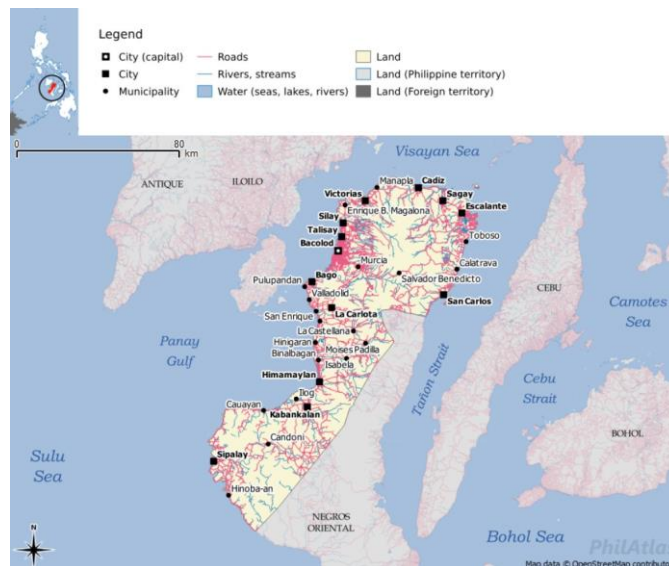 Legend
City (capital)
City
Municipality
Roads
Rivers, streams
Water (seas, lakes, rivers)
Land
Land (Philippine territory)
Land (Foreign territory)
0
80
km
Visayan Sea
ANTIQUE
ILOILO
Manapla
Cadiz
Victorias
Sagay
Enrique B. Magalona
Escalante
Silay
Talisay
Toboso
Bacolod
Murcia
Calatrava
Salvador Benedicto
Bago
Pulupandan
CEBU
Valladolid
San Carlos
Camotes
Sea
San Enrique
La Carlota
La Castellana
Panay
Gulf
Hinigaran
Moises Padilla
Binalbagan
Isabela
Tañon Strait
Cebu
Strait
Himamaylan
Ilog
Cauayan
Kabankalan
Candoni
BOHOL
Sulu
Sea
Sipalay
Hinoba-an
NEGROS
ORIENTAL
Bohol Sea
N
PhilAtlas
Map data © OpenStreetMap contribut